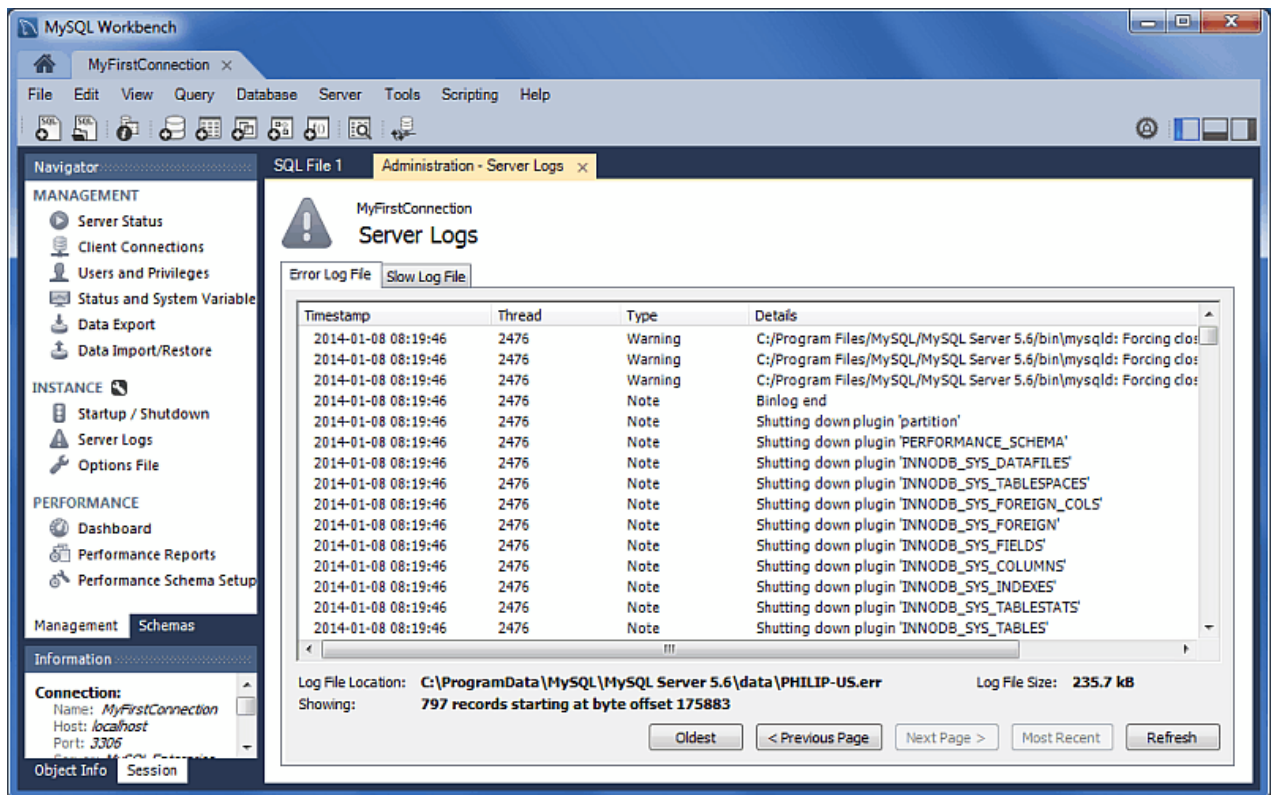 MySQL Workbench
MyFirstConnection ×
File Edit View Query Database Server Tools Scripting Help
SQL SQL
Navigator
MANAGEMENT
Server Status
Client Connections
Users and Privileges
Status and System Variable
Data Export
Data Import/Restore
INSTANCE
Startup / Shutdown
Server Logs
Options File
PERFORMANCE
Dashboard
Performance Reports
Performance Schema Setup
Management Schemas
Information
Connection:
Name: MyFirstConnection
Host: localhost
Port: 3306
Object Info Session
SQL File 1 Administration - Server Logs ×
MyFirstConnection
Server Logs
Error Log File Slow Log File
Timestamp Thread Type Details
2014-01-08 08:19:46 2476 Warning C:/Program Files/MySQL/MySQL Server 5.6/bin\mysqld: Forcing clos
2014-01-08 08:19:46 2476 Warning C:/Program Files/MySQL/MySQL Server 5.6/bin\mysqld: Forcing clos
2014-01-08 08:19:46 2476 Warning C:/Program Files/MySQL/MySQL Server 5.6/bin\mysqld: Forcing clos
2014-01-08 08:19:46 2476 Note Binlog end
2014-01-08 08:19:46 2476 Note Shutting down plugin 'partition'
2014-01-08 08:19:46 2476 Note Shutting down plugin 'PERFORMANCE_SCHEMA'
2014-01-08 08:19:46 2476 Note Shutting down plugin 'INNODB_SYS_DATAFILES'
2014-01-08 08:19:46 2476 Note Shutting down plugin 'INNODB_SYS_TABLESPACES'
2014-01-08 08:19:46 2476 Note Shutting down plugin 'INNODB_SYS_FOREIGN_COLS'
2014-01-08 08:19:46 2476 Note Shutting down plugin 'INNODB_SYS_FOREIGN'
2014-01-08 08:19:46 2476 Note Shutting down plugin 'INNODB_SYS_FIELDS'
2014-01-08 08:19:46 2476 Note Shutting down plugin 'INNODB_SYS_COLUMNS'
2014-01-08 08:19:46 2476 Note Shutting down plugin 'INNODB_SYS_INDEXES'
2014-01-08 08:19:46 2476 Note Shutting down plugin 'INNODB_SYS_TABLESTATS'
2014-01-08 08:19:46 2476 Note Shutting down plugin 'INNODB_SYS_TABLES'
Log File Location: C:\ProgramData\MySQL\MySQL Server 5.6\data\PHILIP-US.err Log File Size: 235.7 kB
Showing: 797 records starting at byte offset 175883
Oldest < Previous Page Next Page > Most Recent Refresh